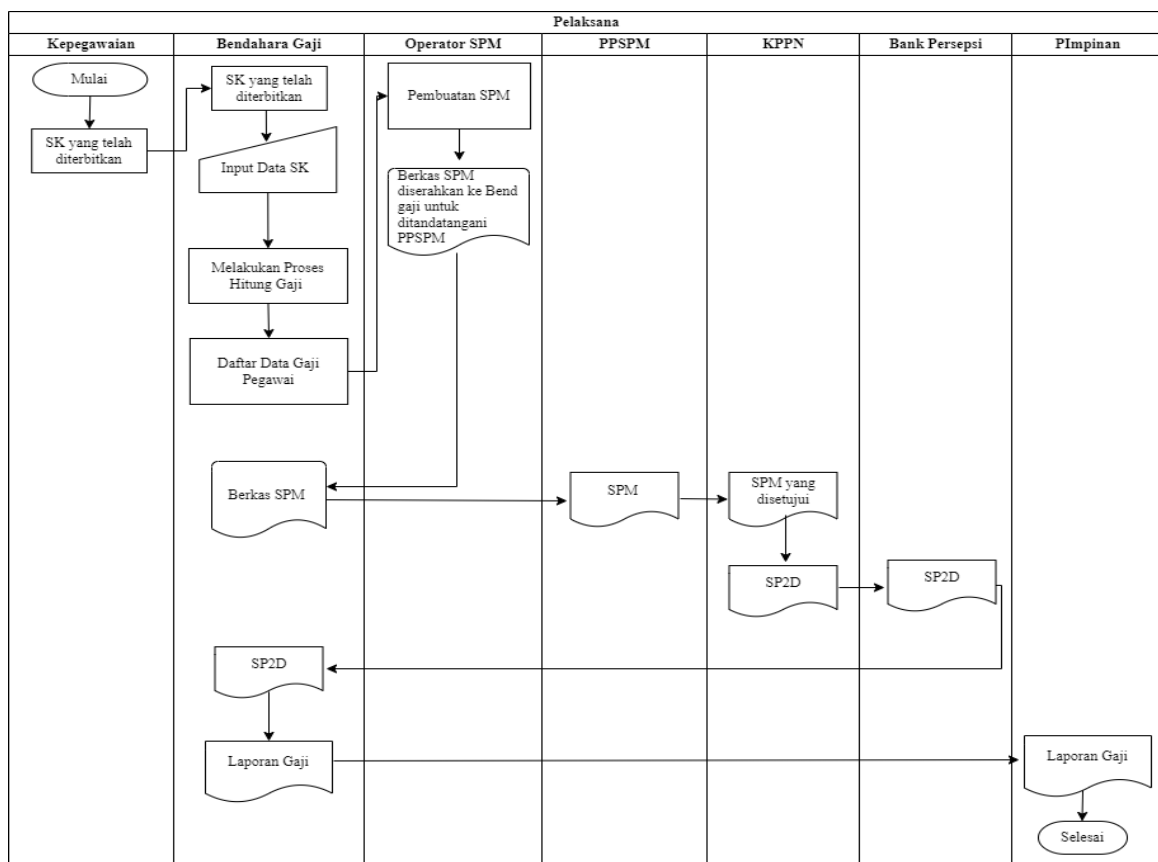 Pelaksana
Kepegawaian
Bendahara Gaji
Operator SPM
PPSPM
KPPN
Bank Persepsi
PImpinan
Mulai
SK yang telah
diterbitkan
SK yang telah
diterbitkan
Input Data SK
Melakukan Proses
Hitung Gaji
Daftar Data Gaji
Pegawai
Pembuatan SPM
Berkas SPM
diserahkan ke Bend
gaji untuk
ditandatangani
PPSPM
Berkas SPM
SPM
SPM yang
disetujui
SP2D
SP2D
SP2D
Laporan Gaji
Laporan Gaji
Selesai